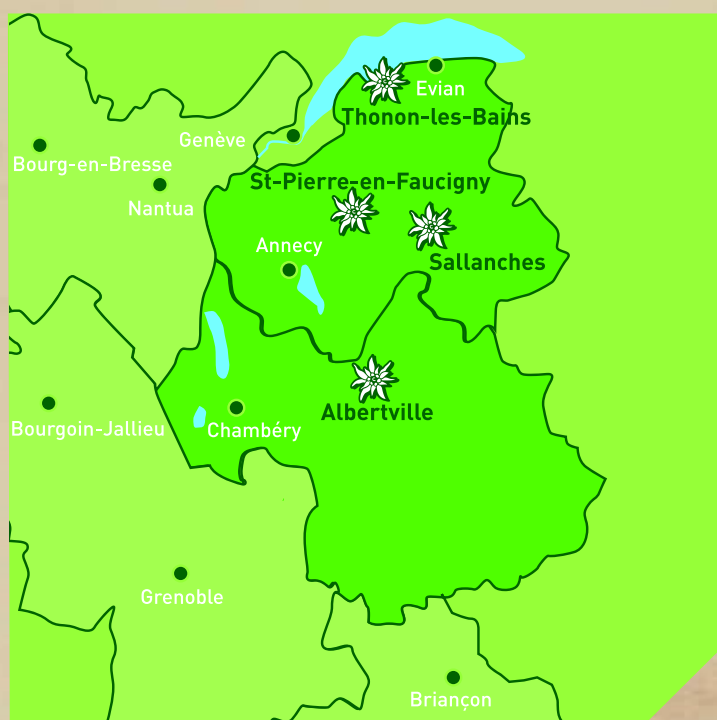 Evian
Thonon-les-Bains
Genève
Bourg-en-Bresse
St-Pierre-en-Faucigny
Nantua
Annecy
Sallanches
Albertville
Bourgoin-Jallieu
Chambéry
Grenoble
Briançon